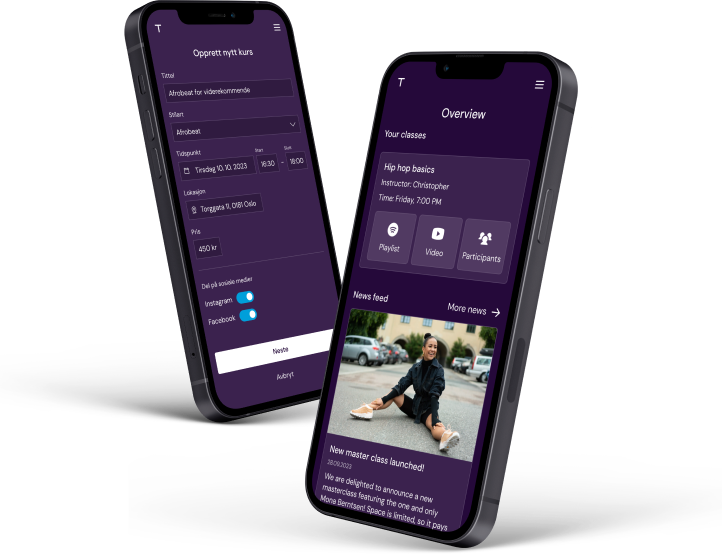 T
Opprett nytt kurs
Tittel
Afrobeat for viderekommende
Stilart
Afrobeat
Tidspunkt
Start
Slutt
Tirsdag 10. 10. 2023
16:30
-
18:00
Lokasjon
Torggata 11, 0181 Oslo
Pris
450 kr
Del på sosiale medier
Instagram
Facebook
Neste
Avbryt
T
Overview
Your classes
Hip hop basics
Instructor: Christopher
Time: Friday, 7:00 PM
Playlist
Video
Participants
News feed
More news
New master class launched!
28.09.2023
We are delighted to announce a new
masterclass featuring the one and only
Mona Berntsen! Space is limited, so it pays